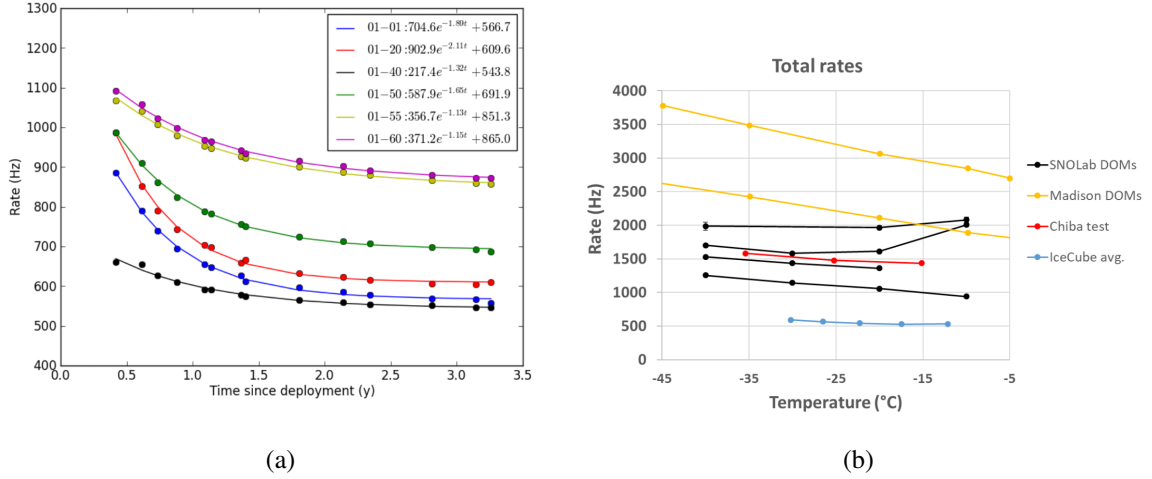 1300
1200
1100
1000
900
800
700
600
500
400
Rate (Hz)
0.0 0.5 1.0 1.5 2.0 2.5 3.0 3.5
Time since deployment (y)
01−01 :704.6e^{−1.89t} +566.7
01−20 :902.9e^{−2.11t} +609.6
01−40 :217.4e^{−1.32t} +543.8
01−50 :587.9e^{−1.65t} +691.9
01−55 :356.7e^{−1.13t} +851.3
01−60 :371.2e^{−1.15t} +865.0
(a)
Total rates
4000
3500
3000
2500
2000
1500
1000
500
0
Rate (Hz)
-45 -35 -25 -15 -5
Temperature (°C)
SNOLab DOMs
Madison DOMs
Chiba test
IceCube avg.
(b)